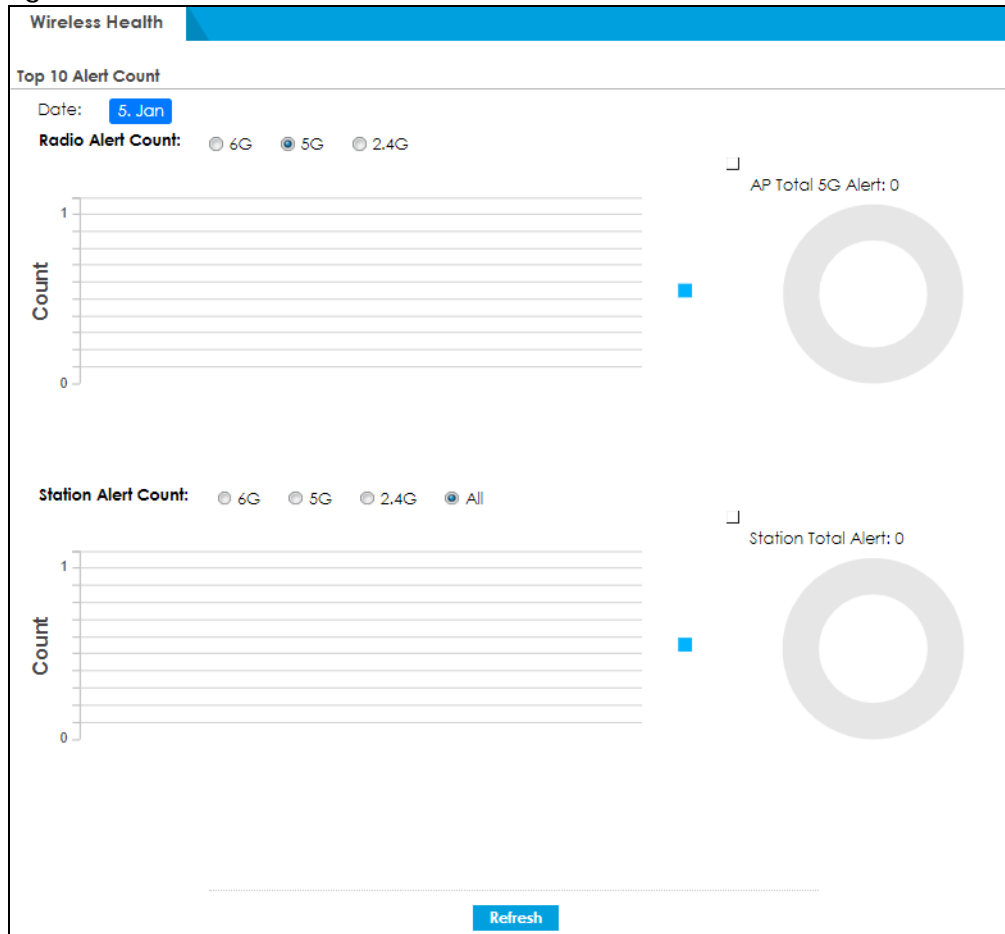 Wireless Health
Top 10 Alert Count
Date: 5. Jan
Radio Alert Count: 6G 5G 2.4G
AP Total 5G Alert: 0
1
Count
0
Station Alert Count: 6G 5G 2.4G All
Station Total Alert: 0
1
Count
0
Refresh